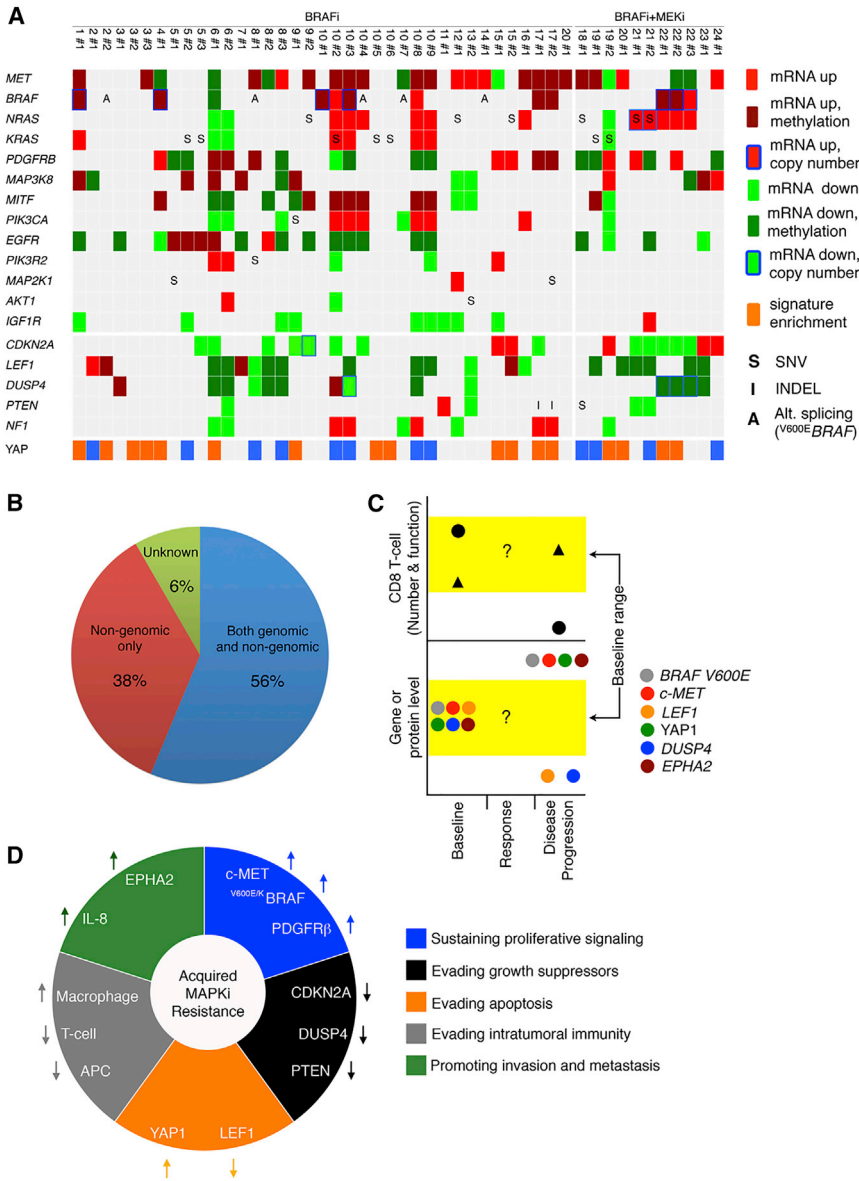 A
BRAFi BRAFi+MEKi
1 #1 2 #1 2 #2 3 #1 3 #2 3 #3 4 #1 5 #1 5 #2 5 #3 6 #1 6 #2 7 #1 8 #1 8 #2 8 #3 9 #1 9 #2 10 #1 10 #2 10 #3 10 #4 10 #5 10 #6 10 #7 10 #8 10 #9 11 #1 12 #1 13 #1 14 #1 15 #1 15 #2 16 #1 17 #1 17 #2 20 #1 18 #1 19 #1 19 #2 20 #1 21 #1 21 #2 22 #1 22 #2 22 #3 23 #1 24 #1
MET
BRAF A A A A A
NRAS S S S S S S
KRAS S S S S S S S
PDGFRB
MAP3K8
MITF
PIK3CA S
EGFR
PIK3R2 S
MAP2K1 S S
AKT1 S
IGF1R
CDKN2A
LEF1
DUSP4
PTEN I I S
NF1
YAP
mRNA up
mRNA up,
methylation
mRNA up,
copy number
mRNA down
mRNA down,
methylation
mRNA down,
copy number
signature
enrichment
S SNV
I INDEL
A Alt. splicing
(V600EBRAF)
B
Unknown
6%
Non-genomic
only
38%
Both genomic
and non-genomic
56%
C
CD8 T-cell
(Number & function)
?
Gene or
protein level
?
Baseline range
Baseline
Response
Disease
Progression
BRAF V600E
c-MET
LEF1
YAP1
DUSP4
EPHA2
D
EPHA2
IL-8
c-MET
V600E/K BRAF
PDGFRβ
Acquired
MAPKi
Resistance
Macrophage
T-cell
APC
CDKN2A
DUSP4
PTEN
YAP1 LEF1
Sustaining proliferative signaling
Evading growth suppressors
Evading apoptosis
Evading intratumoral immunity
Promoting invasion and metastasis